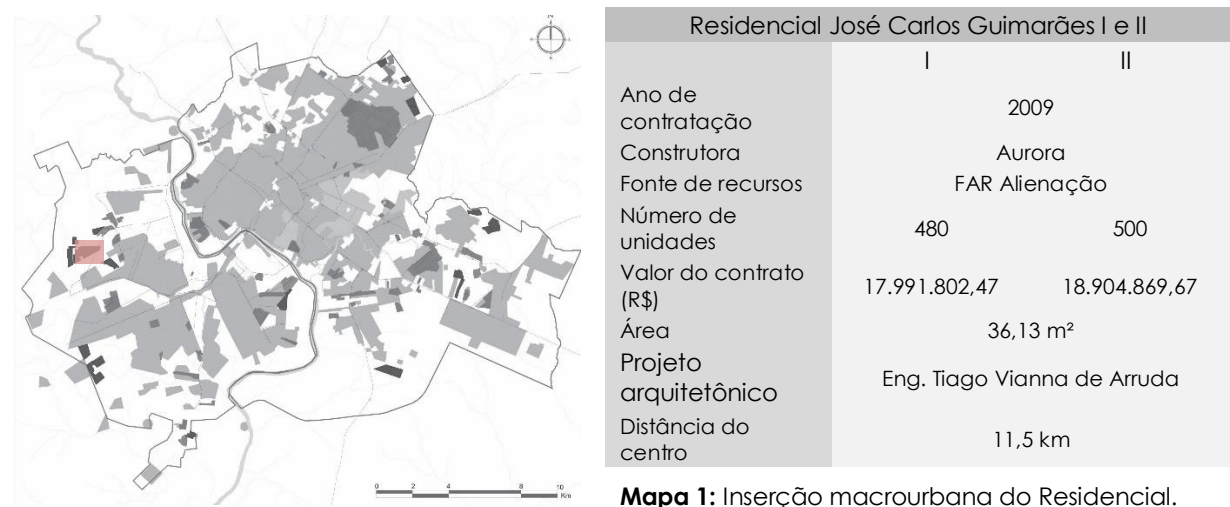 Residencial José Carlos Guimarães I e II
I II
Ano de
contratação
2009
Construtora Aurora
Fonte de recursos FAR Alienação
Número de
unidades
480 500
Valor do contrato
(R$)
17.991.802,47 18.904.869,67
Área 36,13 m²
Projeto
arquitetônico
Eng. Tiago Vianna de Arruda
Distância do
centro
11,5 km
0 2 4 8 10
Km
Mapa 1: Inserção macrourbana do Residencial.